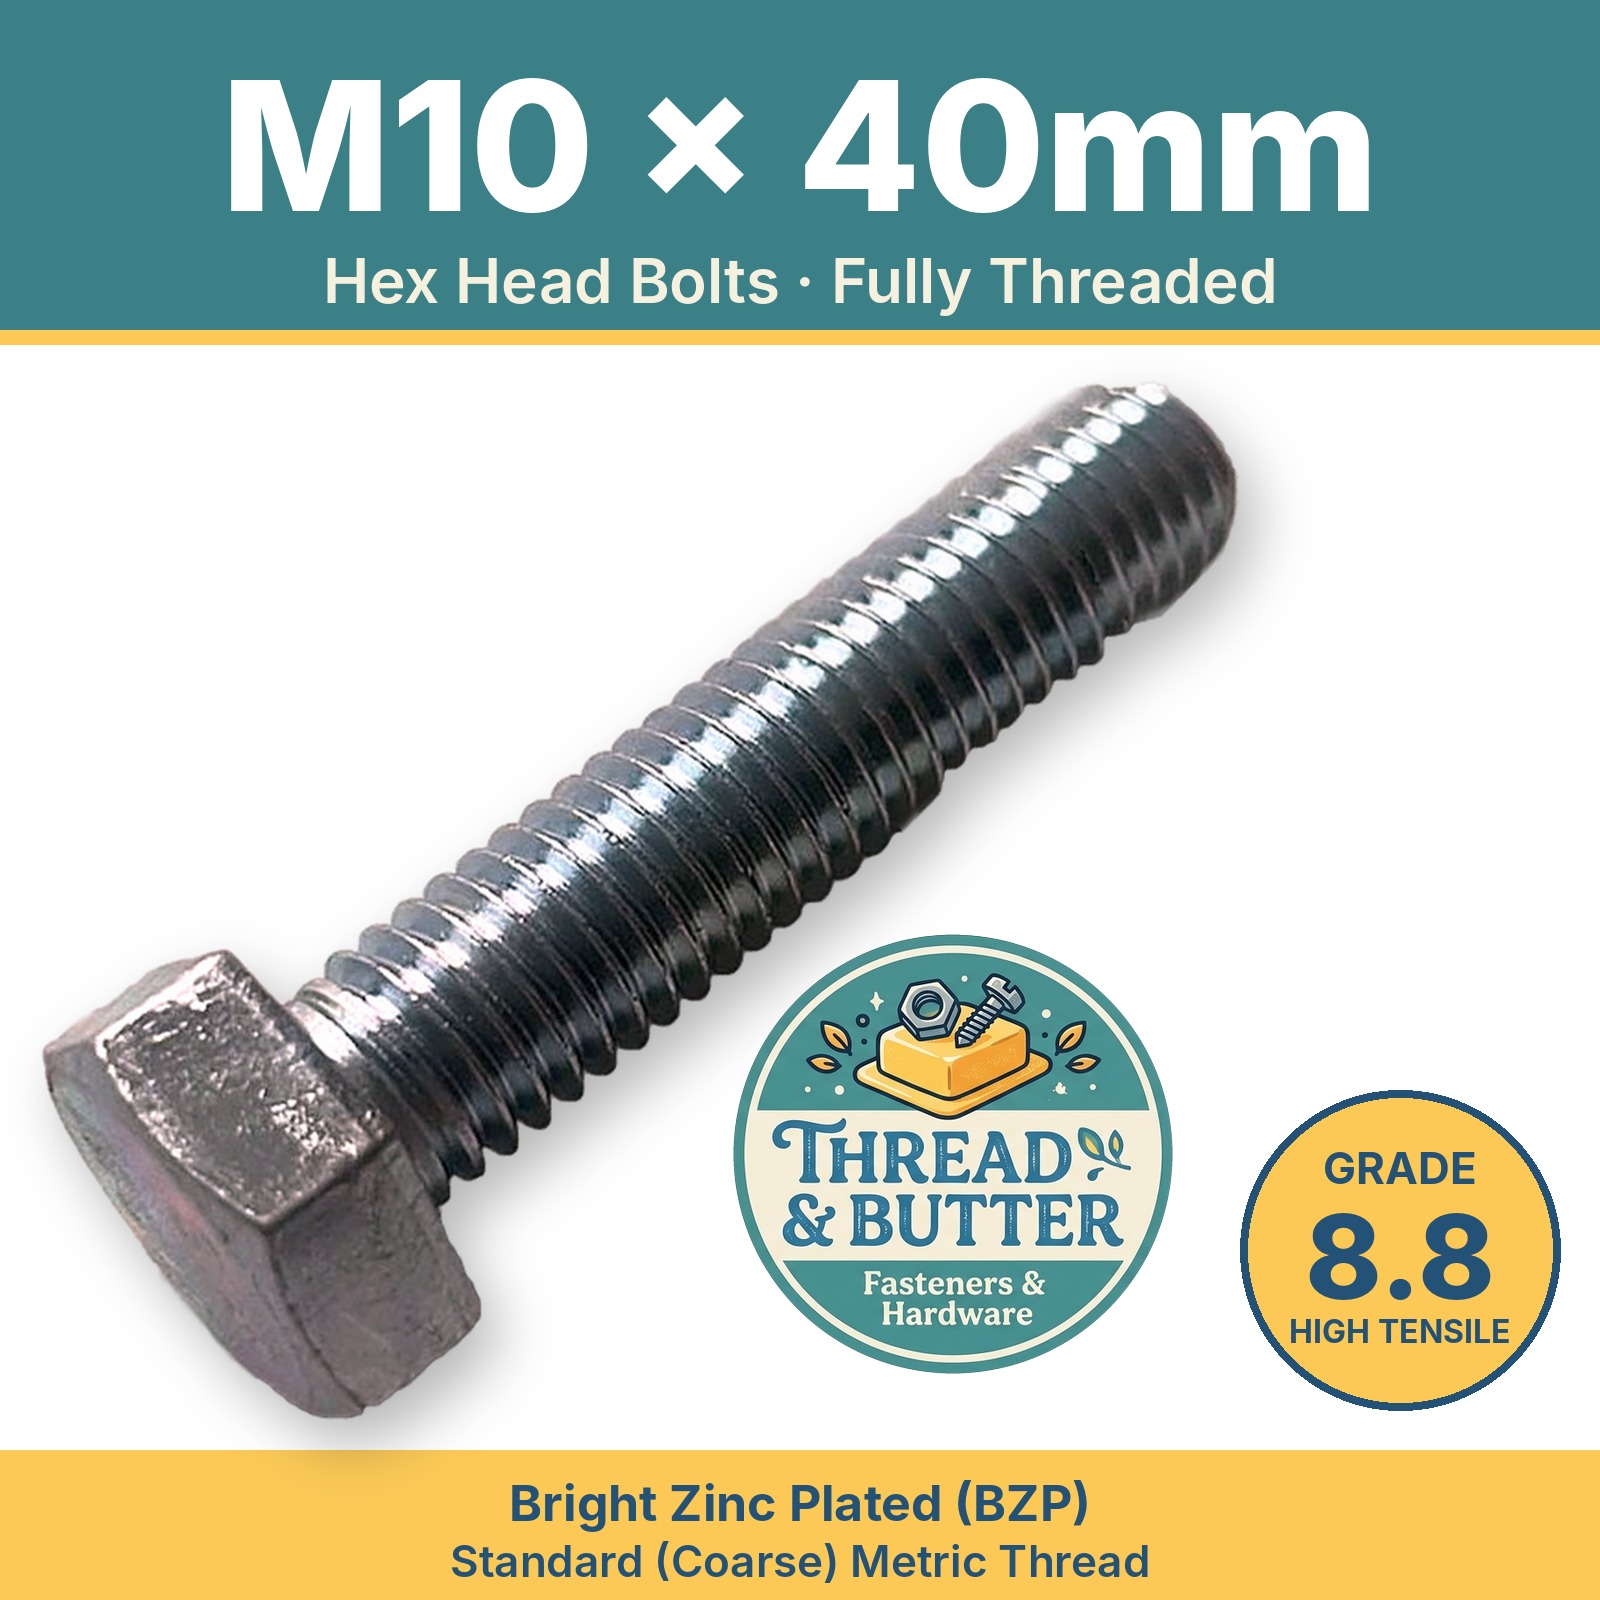 M10 × 40mm
Hex Head Bolts · Fully Threaded
THREAD
& BUTTER
Fasteners &
Hardware
GRADE
8.8
HIGH TENSILE
Bright Zinc Plated (BZP)
Standard (Coarse) Metric Thread